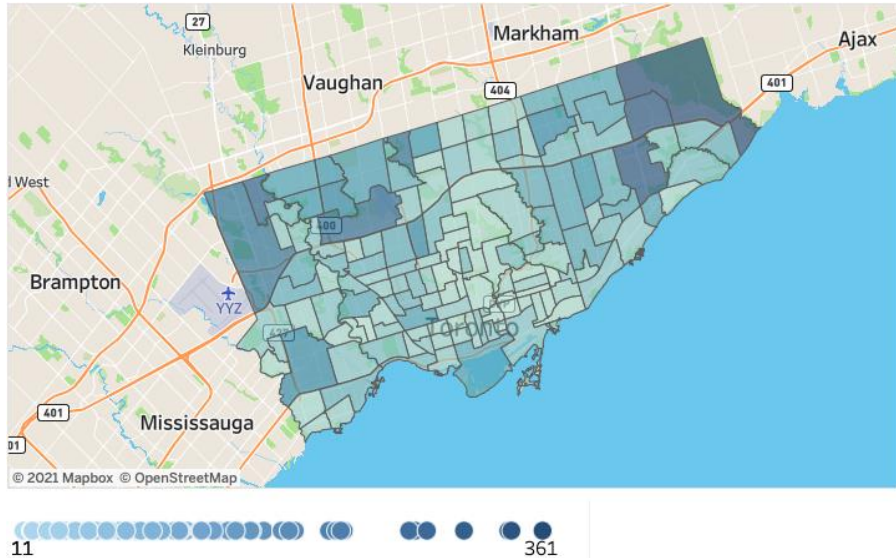 27
Kleinburg
Markham
Ajax
Vaughan
401
404
d West
400
Brampton
YYZ
427
Toronto
401
Mississauga
01
© 2021 Mapbox © OpenStreetMap
11
361